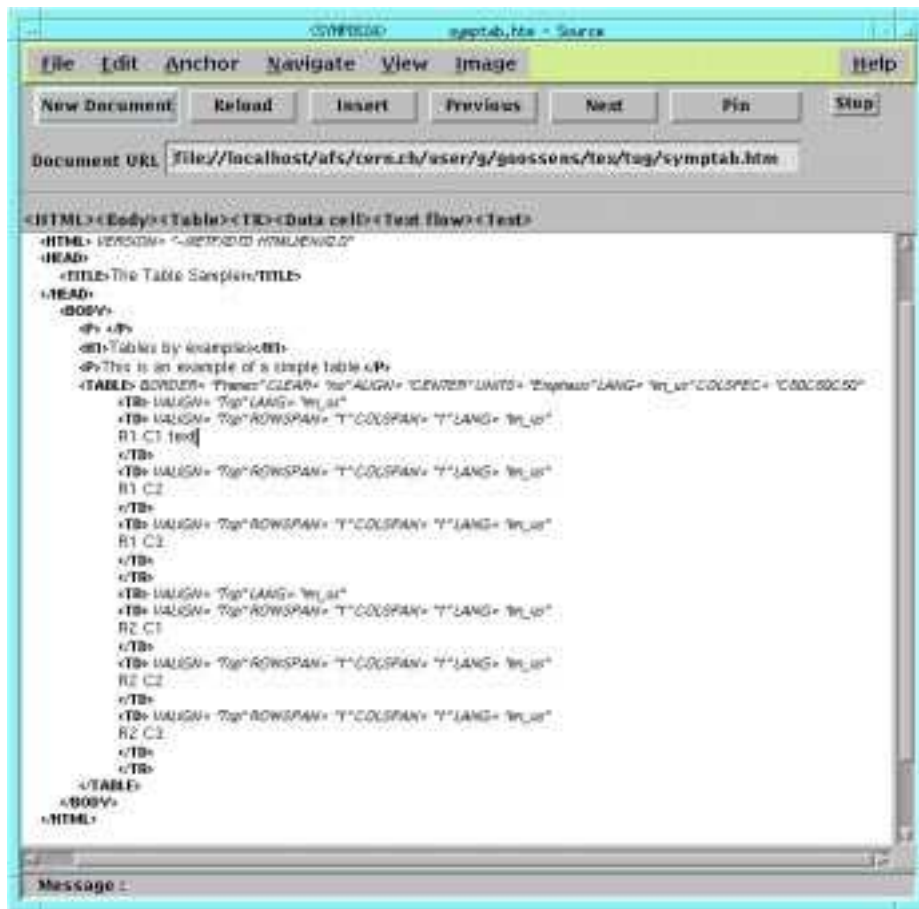 (SYMPOSIA) symptab.htm - Source
File Edit Anchor Navigate View Image Help
New Document Reload Insert Previous Next Pin Stop
Document URL file://localhost/afs/cern.ch/user/g/goossens/tex/tug/symptab.htm
<HTML><Body><Table><TR><Data cell><Text flow><Text>
<HTML> VERSION=
<HEAD>
<TITLE>The Table Sampler</TITLE>
</HEAD>
<BODY>
<P> </P>
<H1>Tables by examples</H1>
<P>This is an example of a simple table.</P>
<TABLE> BORDER= "Frames" CLEAR= "no" ALIGN= "CENTER" UNITS= LANG= "en_us" COLSPEC= "C50C50C50"
<TR> VALIGN= "Top" LANG= "en_us"
<TD> VALIGN= "Top" ROWSPAN= "1" COLSPAN= "1" LANG= "en_us"
R1 C1 text
</TD>
<TD> VALIGN= "Top" ROWSPAN= "1" COLSPAN= "1" LANG= "en_us"
R1 C2
</TD>
<TD> VALIGN= "Top" ROWSPAN= "1" COLSPAN= "1" LANG= "en_us"
R1 C3
</TD>
</TR>
<TR> VALIGN= "Top" LANG= "en_us"
<TD> VALIGN= "Top" ROWSPAN= "1" COLSPAN= "1" LANG= "en_us"
R2 C1
</TD>
<TD> VALIGN= "Top" ROWSPAN= "1" COLSPAN= "1" LANG= "en_us"
R2 C2
</TD>
<TD> VALIGN= "Top" ROWSPAN= "1" COLSPAN= "1" LANG= "en_us"
R2 C3
</TD>
</TR>
</TABLE>
</BODY>
</HTML>
Message :